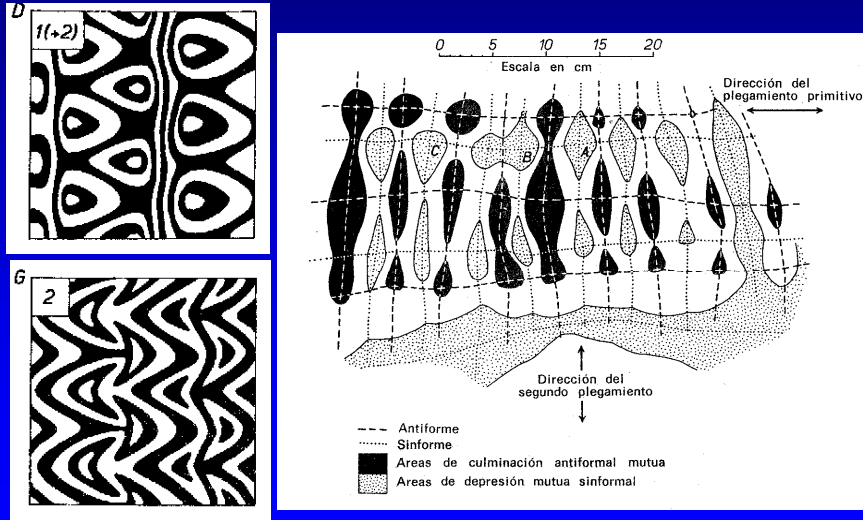 D
1(→2)
G
2
0 5 10 15 20
Escala en cm
Dirección del
plegamiento primitivo
C
B
A
Dirección del
segundo plegamiento
Antiforme
Sinforme
Areas de culminación antiformal mutua
Areas de depresión mutua sinformal